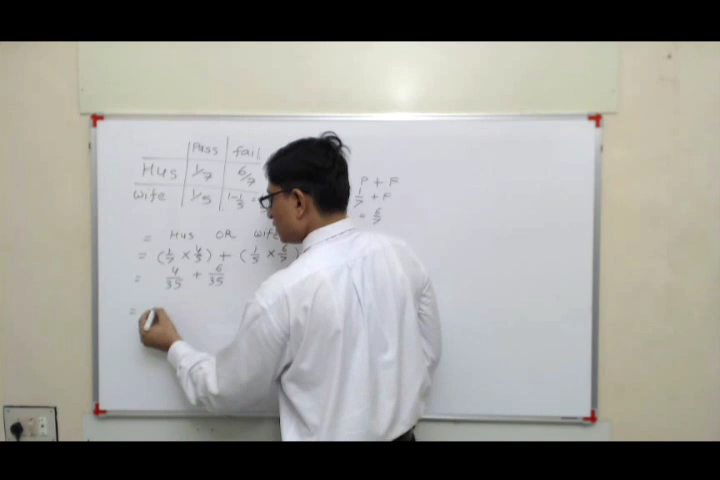 Pass fail
Hus 1/7 6/7
wife 1/5 1-1/5 =
P + F
1/7 + F
= 6/7
= Hus OR wife
= (1/7 × 4/5) + (1/5 × 6/7)
= 4/35 + 6/35
=